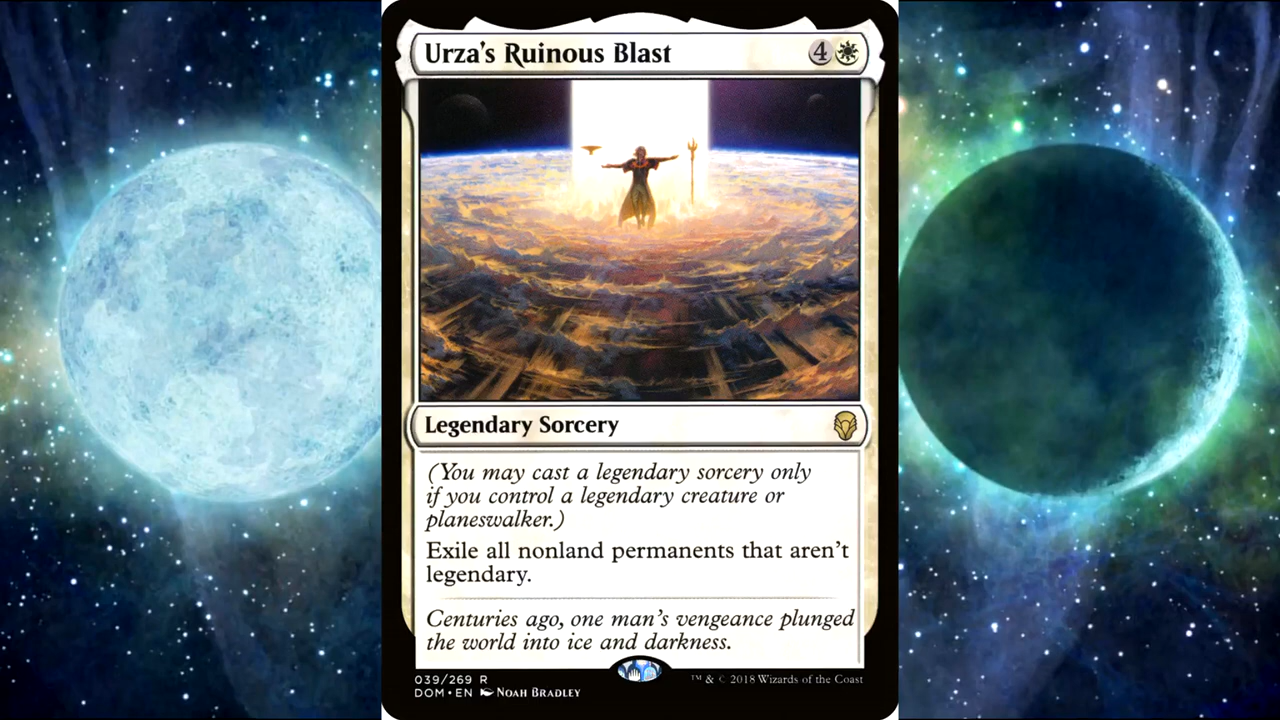 Urza's Ruinous Blast 4
Legendary Sorcery
(You may cast a legendary sorcery only
if you control a legendary creature or
planeswalker.)
Exile all nonland permanents that aren't
legendary.
Centuries ago, one man's vengeance plunged
the world into ice and darkness.
039/269 R
DOM • EN Noah Bradley
™ & © 2018 Wizards of the Coast